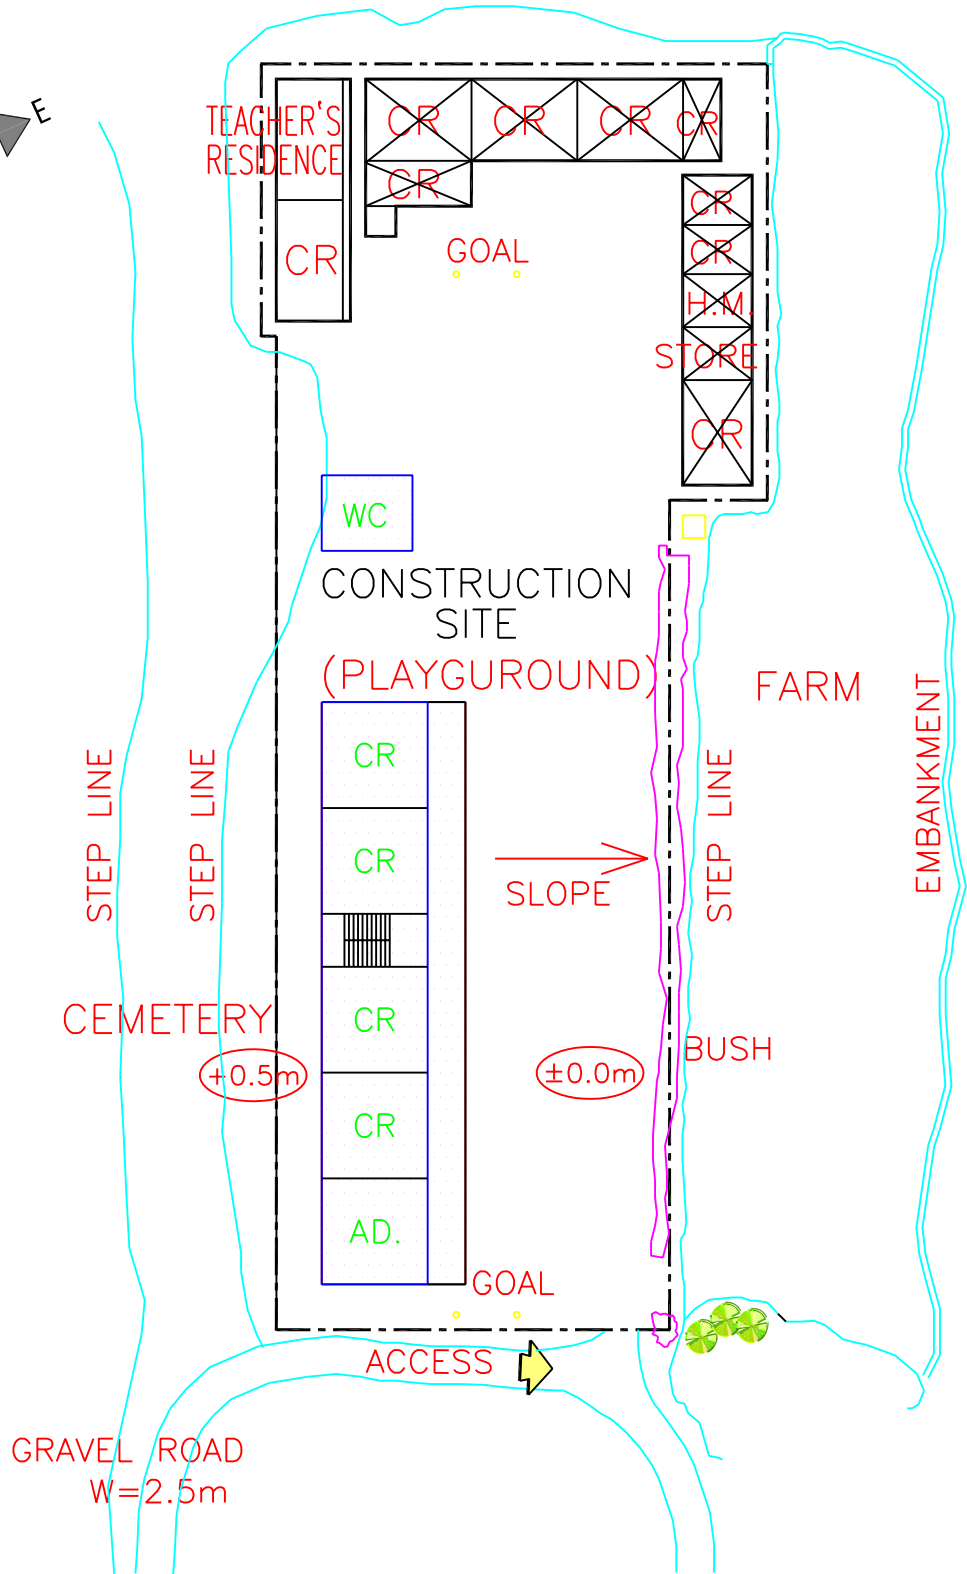 E
TEACHER'S
RESIDENCE
CR
CR
CR
CR
CR
CR
GOAL
CR
CR
H.M.
STORE
CR
WC
CONSTRUCTION
SITE
(PLAYGUROUND)
FARM
EMBANKMENT
STEP LINE
STEP LINE
STEP LINE
CR
CR
SLOPE
CEMETERY
CR
BUSH
+0.5m
±0.0m
CR
AD.
GOAL
ACCESS
GRAVEL ROAD
W=2.5m